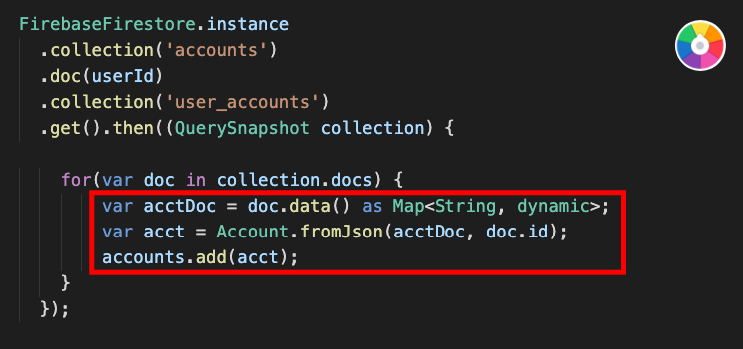 FirebaseFirestore.instance
.collection('accounts')
.doc(userId)
.collection('user_accounts')
.get().then((QuerySnapshot collection) {
for(var doc in collection.docs) {
var acctDoc = doc.data() as Map<String, dynamic>;
var acct = Account.fromJson(acctDoc, doc.id);
accounts.add(acct);
}
});